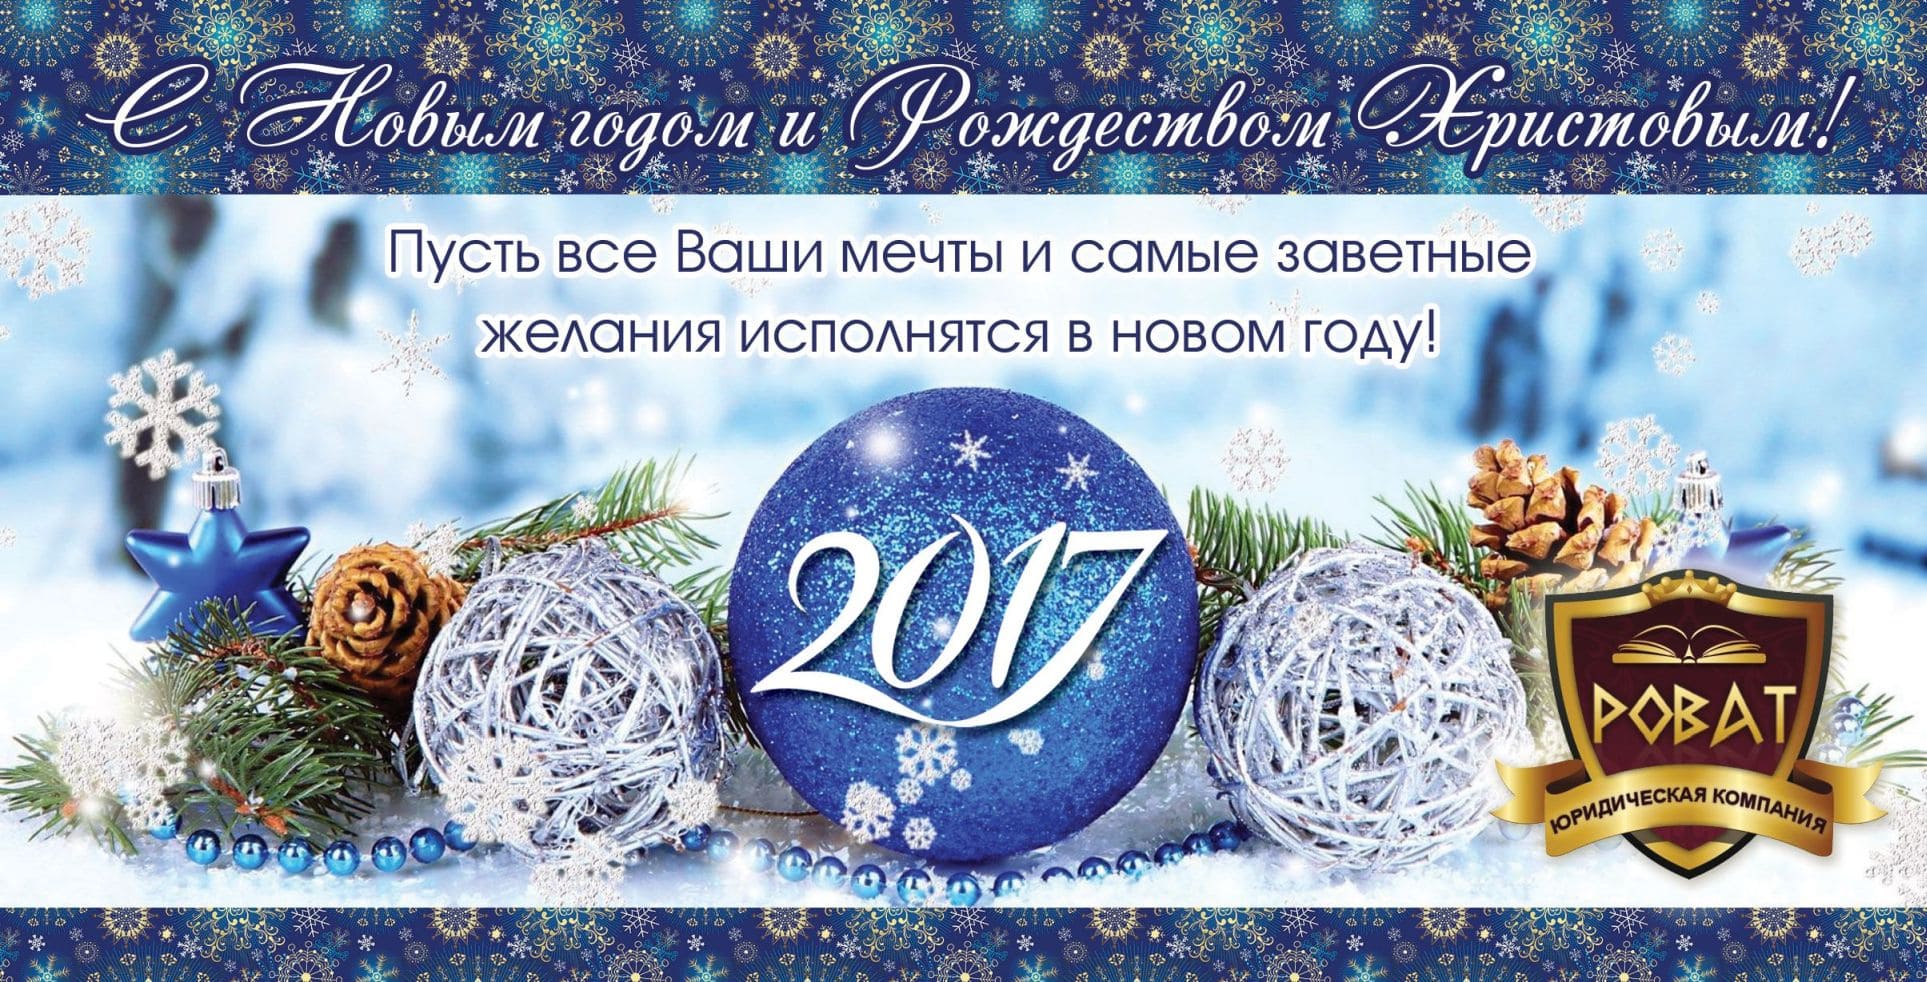 С Новым годом и Рождеством Христовым!
Пусть все Ваши мечты и самые заветные
желания исполнятся в новом году!
2017
РОВАТ
ЮРИДИЧЕСКАЯ КОМПАНИЯ